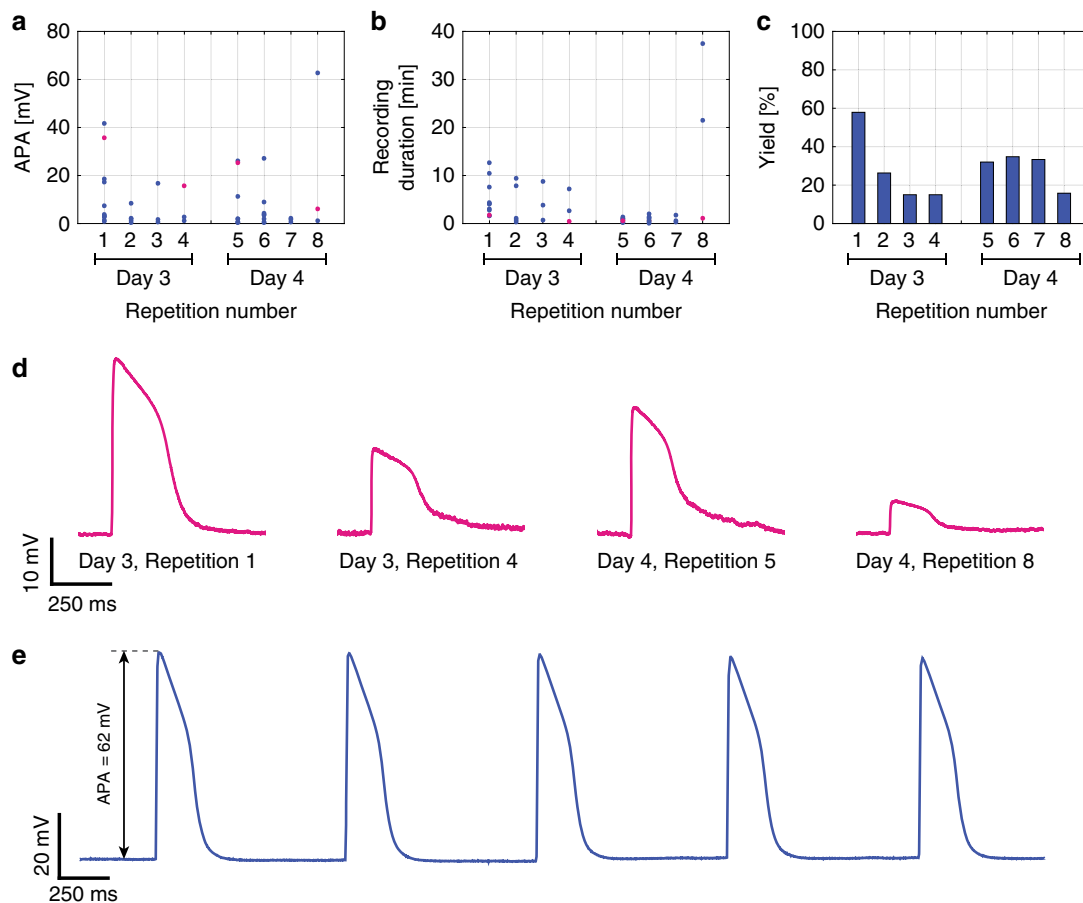 a
APA [mV]
80
60
40
20
0
1 2 3 4 5 6 7 8
Day 3 Day 4
Repetition number
b
Recording
duration [min]
40
30
20
10
0
1 2 3 4 5 6 7 8
Day 3 Day 4
Repetition number
c
Yield [%]
100
80
60
40
20
0
1 2 3 4 5 6 7 8
Day 3 Day 4
Repetition number
d
10 mV
250 ms
Day 3, Repetition 1
Day 3, Repetition 4
Day 4, Repetition 5
Day 4, Repetition 8
e
APA = 62 mV
20 mV
250 ms